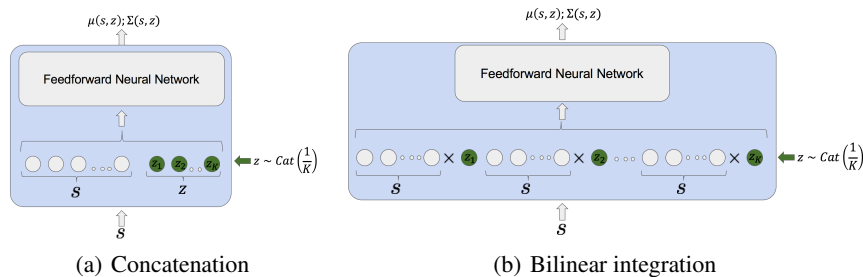 μ(s,z); Σ(s,z)
Feedforward Neural Network
z₁ z₂ z_K
z ~ Cat(1/K)
s z
s
(a) Concatenation
μ(s,z); Σ(s,z)
Feedforward Neural Network
× z₁ × z₂ × z_K
z ~ Cat(1/K)
s s s
s
(b) Bilinear integration